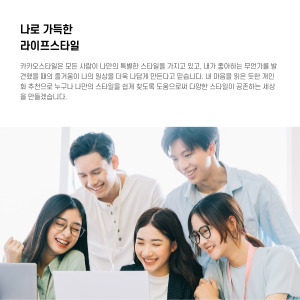 나로 가득한
라이프스타일
카카오스타일은 모든 사람이 나만의 특별한 스타일을 가지고 있고, 내가 좋아하는 무언가를 발
견했을 때의 즐거움이 나의 일상을 더욱 나답게 만든다고 믿습니다. 내 마음을 읽은 듯한 개인
화 추천으로 누구나 나만의 스타일을 쉽게 찾도록 도움으로써 다양한 스타일이 공존하는 세상
을 만들겠습니다.